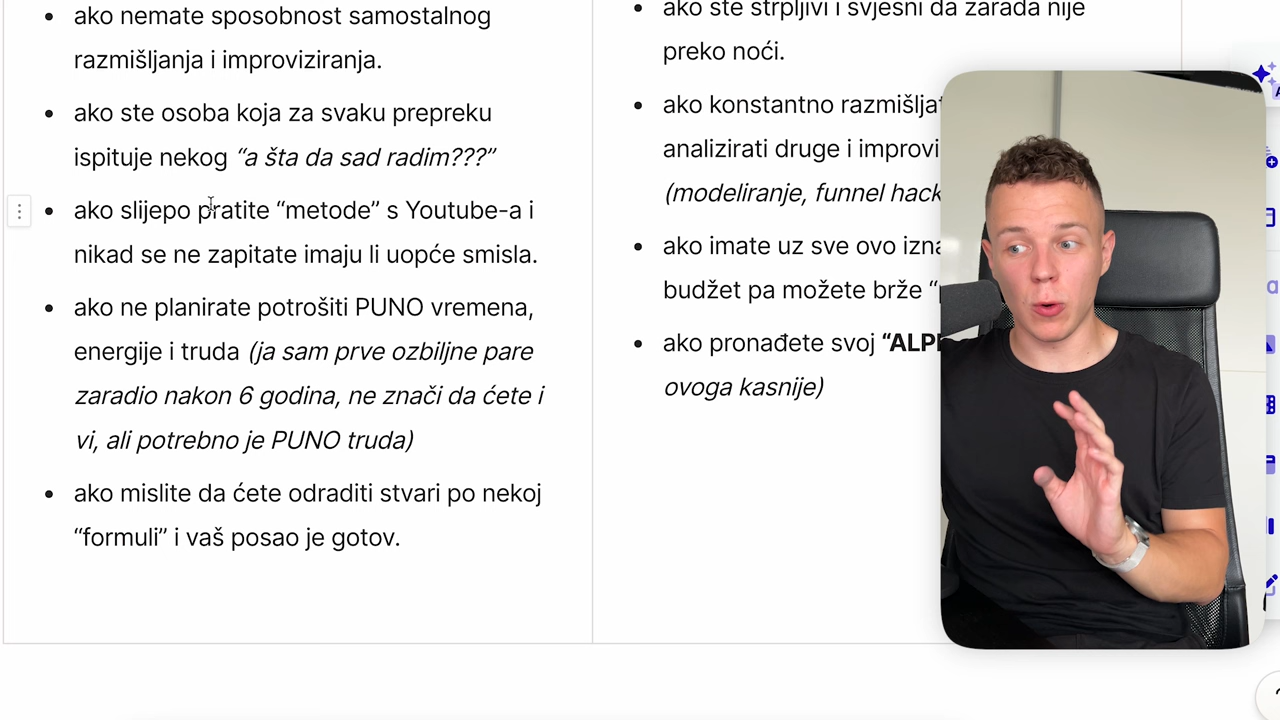 ako nemate sposobnost samostalnog
razmišljanja i improviziranja.
ako ste osoba koja za svaku prepreku
ispituje nekog “a šta da sad radim???”
ako slijepo pratite “metode” s Youtube-a i
nikad se ne zapitate imaju li uopće smisla.
ako ne planirate potrošiti PUNO vremena,
energije i truda (ja sam prve ozbiljne pare
zaradio nakon 6 godina, ne znači da ćete i
vi, ali potrebno je PUNO truda)
ako mislite da ćete odraditi stvari po nekoj
“formuli” i vaš posao je gotov.
ako ste strpljivi i svjesni da zarada nije
preko noći.
ako konstantno
analizirati druge i
(modeliranje, funnel
ako imate uz sve ovo
budžet pa možete brže
ako pronađete svoj
ovoga kasnije)